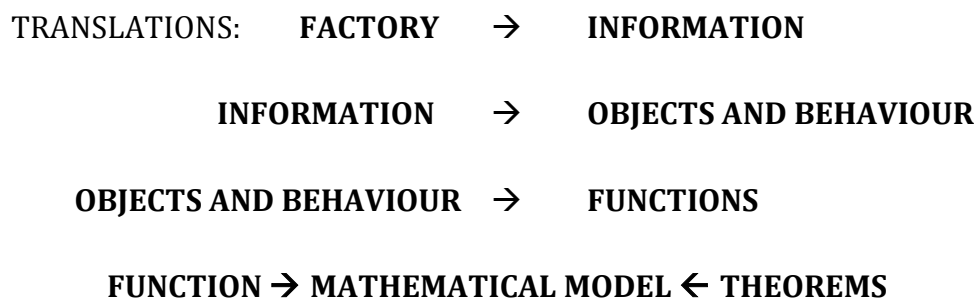 TRANSLATIONS: FACTORY → INFORMATION
INFORMATION → OBJECTS AND BEHAVIOUR
OBJECTS AND BEHAVIOUR → FUNCTIONS
FUNCTION → MATHEMATICAL MODEL ← THEOREMS